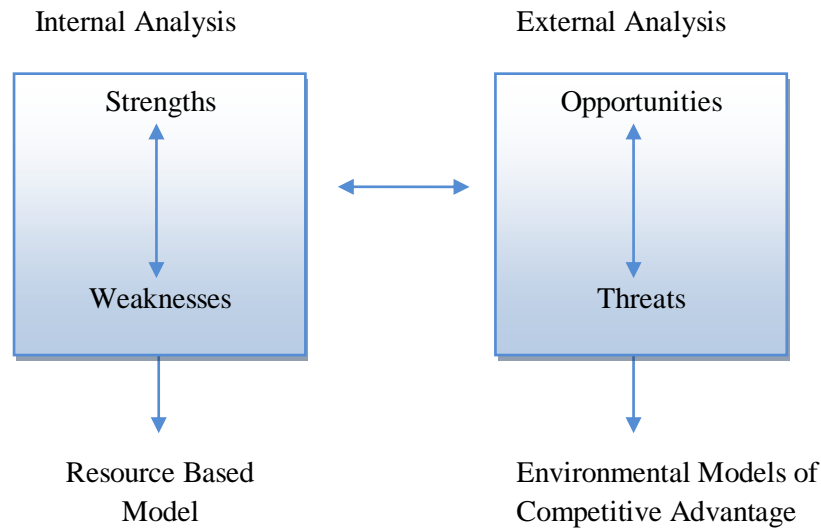 Internal Analysis
External Analysis
Strengths
Opportunities
Weaknesses
Threats
Resource Based
Model
Environmental Models of
Competitive Advantage